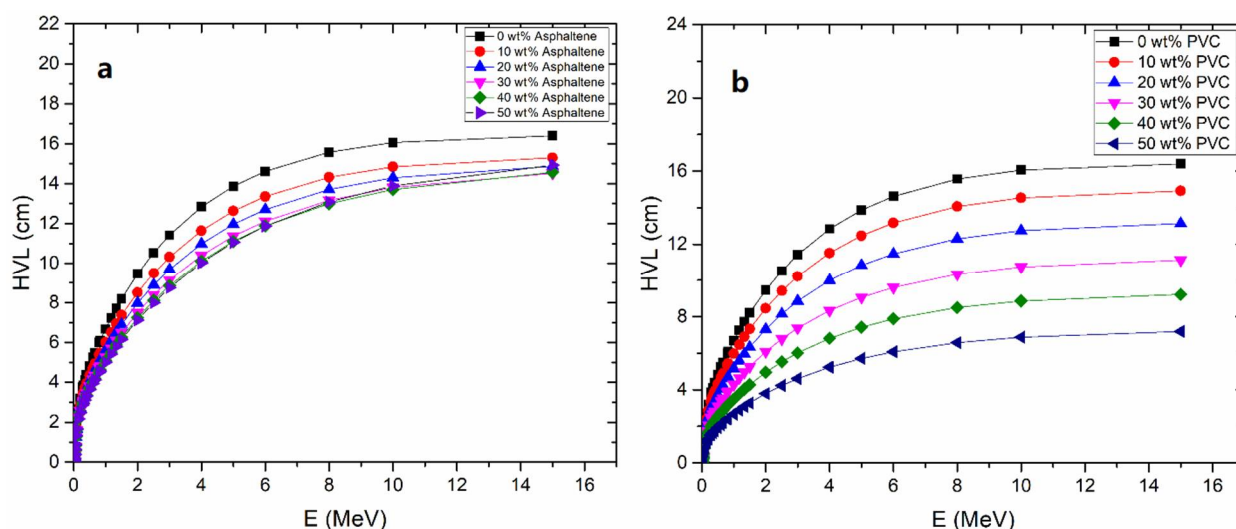 a
0 wt% Asphaltene
10 wt% Asphaltene
20 wt% Asphaltene
30 wt% Asphaltene
40 wt% Asphaltene
50 wt% Asphaltene
HVL (cm)
22
20
18
16
14
12
10
8
6
4
2
0
0 2 4 6 8 10 12 14 16
E (MeV)
b
0 wt% PVC
10 wt% PVC
20 wt% PVC
30 wt% PVC
40 wt% PVC
50 wt% PVC
HVL (cm)
24
20
16
12
8
4
0
0 2 4 6 8 10 12 14 16
E (MeV)